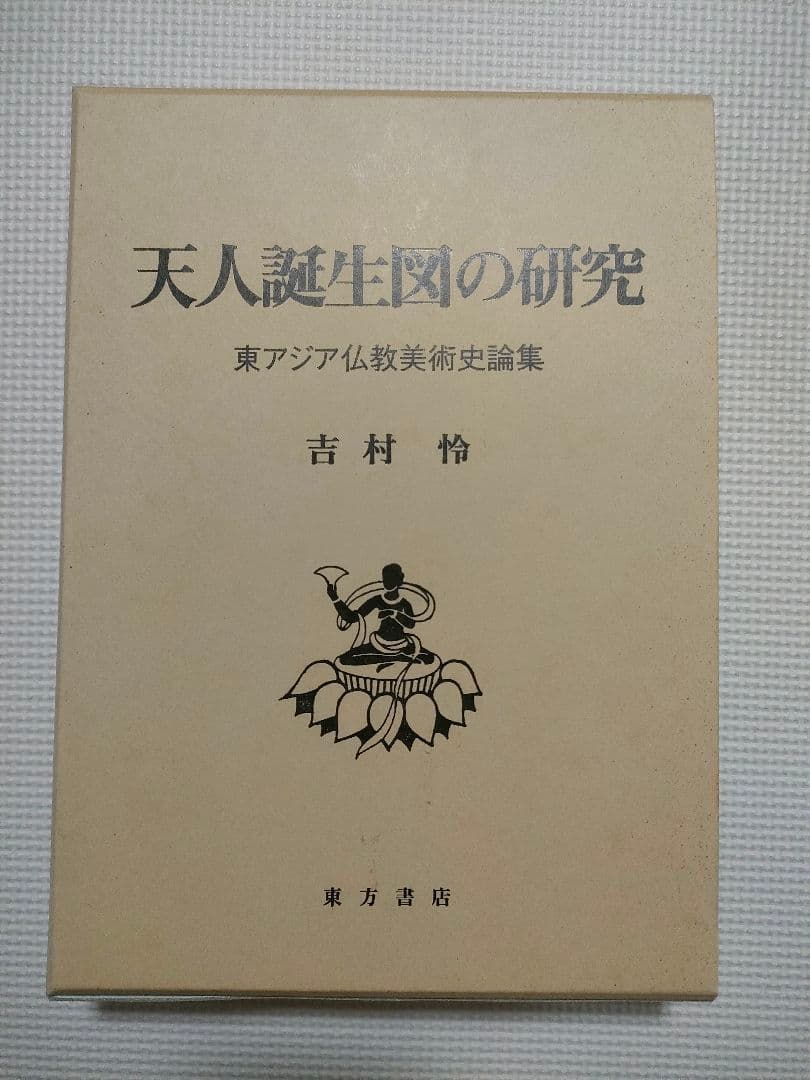 天人誕生図の研究
東アジア仏教美術史論集
吉村 怜
東方書店